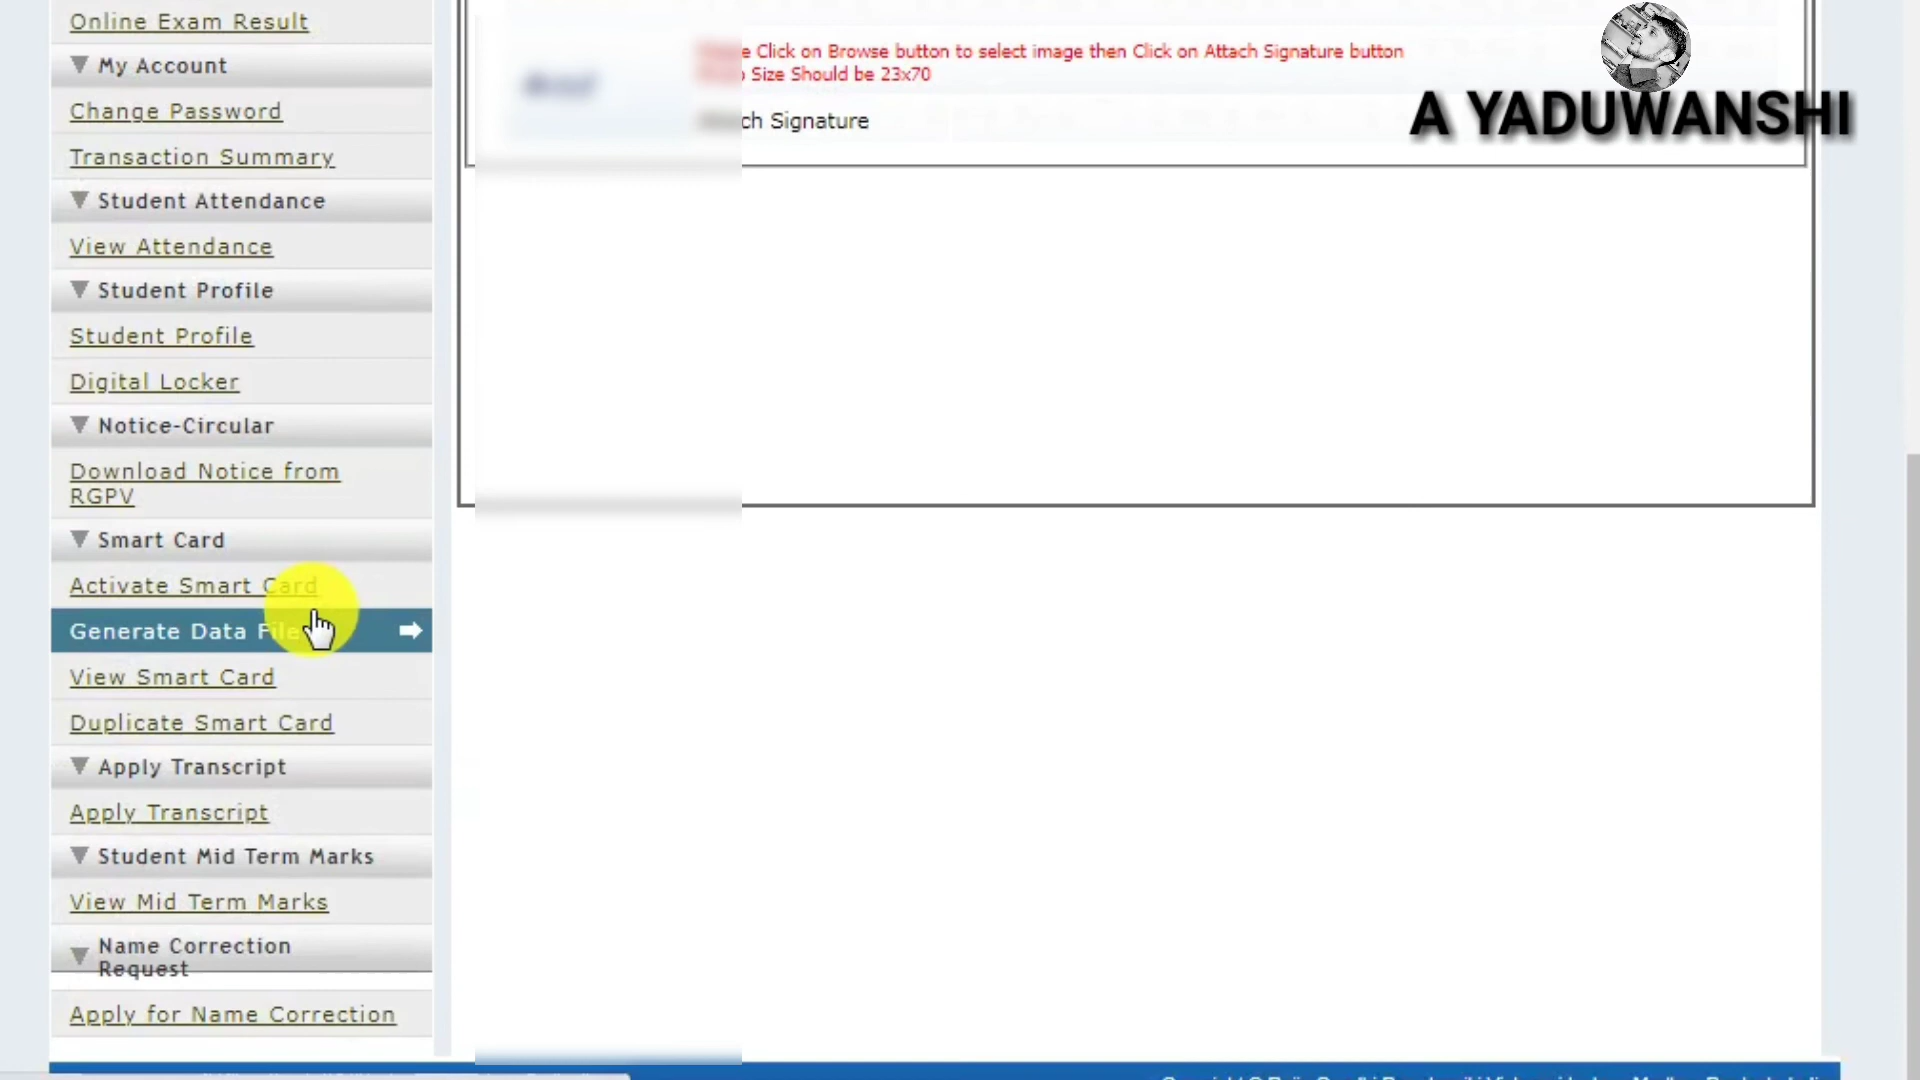 Online Exam Result
My Account
Change Password
Transaction Summary
Student Attendance
View Attendance
Student Profile
Student Profile
Digital Locker
Notice-Circular
Download Notice from
RGPV
Smart Card
Activate Smart Card
Generate Data File
View Smart Card
Duplicate Smart Card
Apply Transcript
Apply Transcript
Student Mid Term Marks
View Mid Term Marks
Name Correction
Request
Apply for Name Correction
Click on Browse button to select image then Click on Attach Signature button
Size Should be 23x70
Signature
A YADUWANSHI